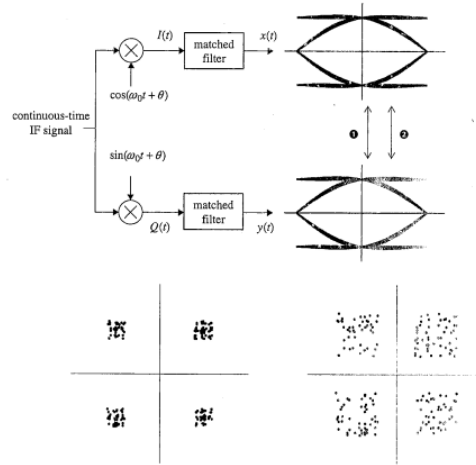 I(t)
matched
filter
x(t)
cos(ω₀t + θ)
continuous-time
IF signal
❶
❷
sin(ω₀t + θ)
matched
filter
Q(t)
y(t)